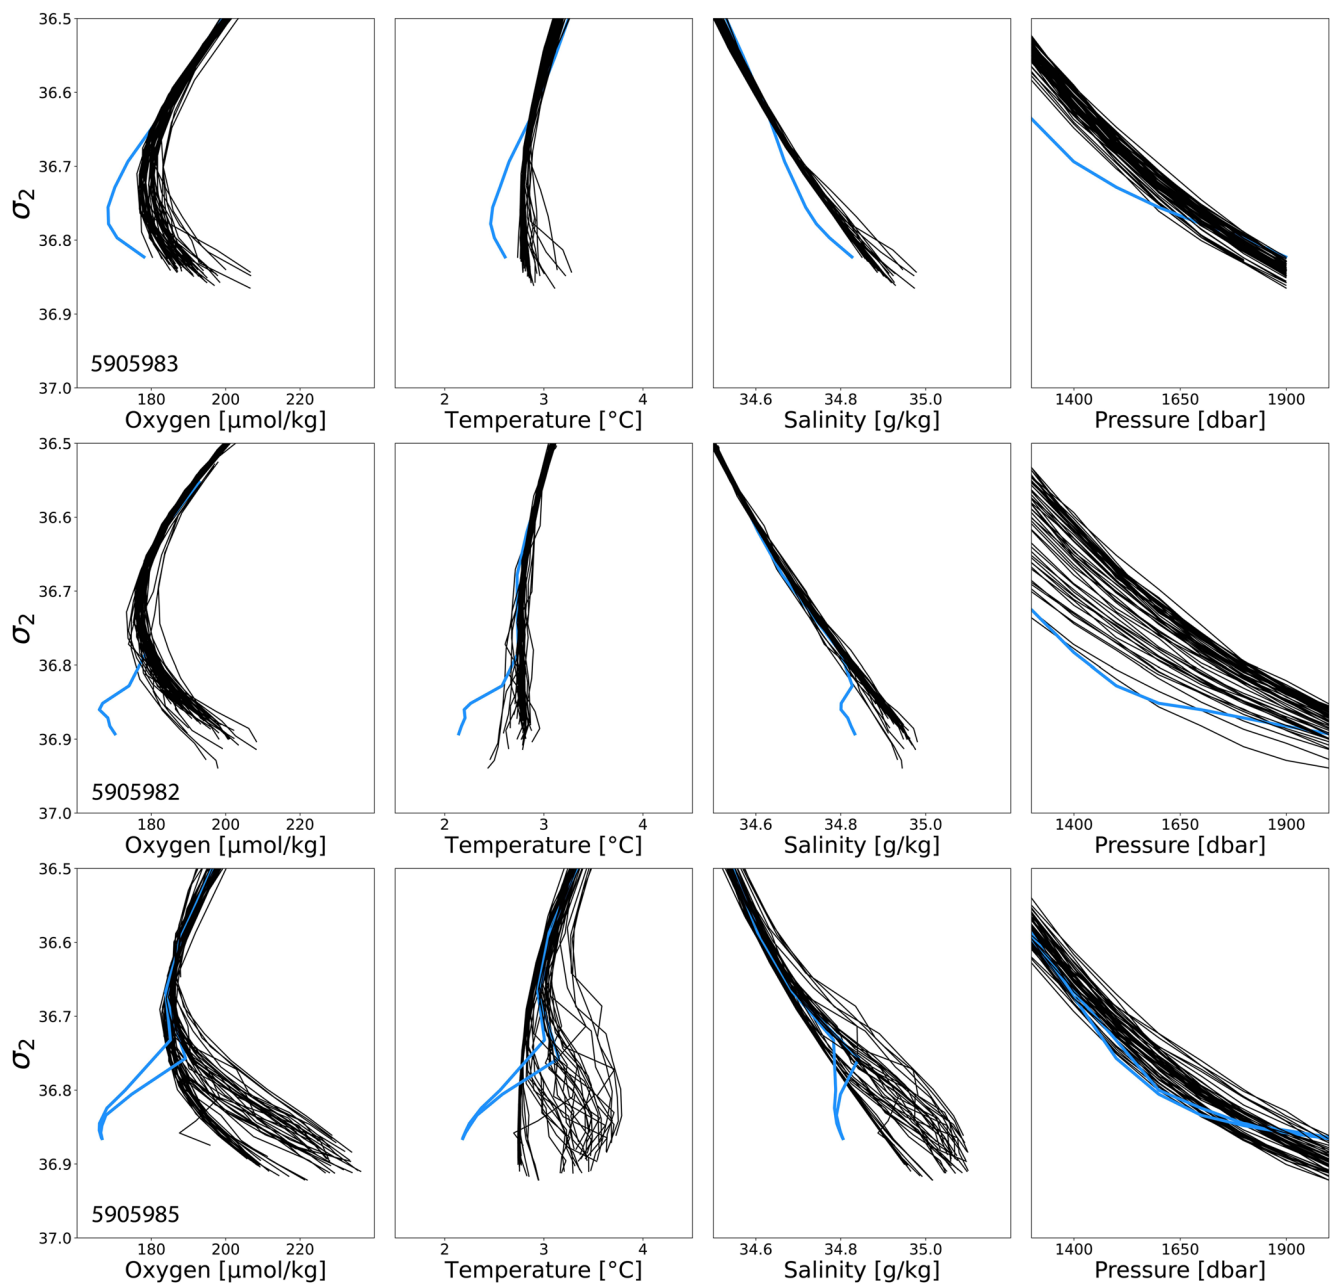 36.5
36.6
36.7
σ2
36.8
36.9
5905983
37.0
180 200 220 2 3 4 34.6 34.8 35.0 1400 1650 1900
Oxygen [μmol/kg] Temperature [°C] Salinity [g/kg] Pressure [dbar]
36.5
36.6
36.7
σ2
36.8
36.9
5905982
37.0
180 200 220 2 3 4 34.6 34.8 35.0 1400 1650 1900
Oxygen [μmol/kg] Temperature [°C] Salinity [g/kg] Pressure [dbar]
36.5
36.6
36.7
σ2
36.8
36.9
5905985
37.0
180 200 220 2 3 4 34.6 34.8 35.0 1400 1650 1900
Oxygen [μmol/kg] Temperature [°C] Salinity [g/kg] Pressure [dbar]